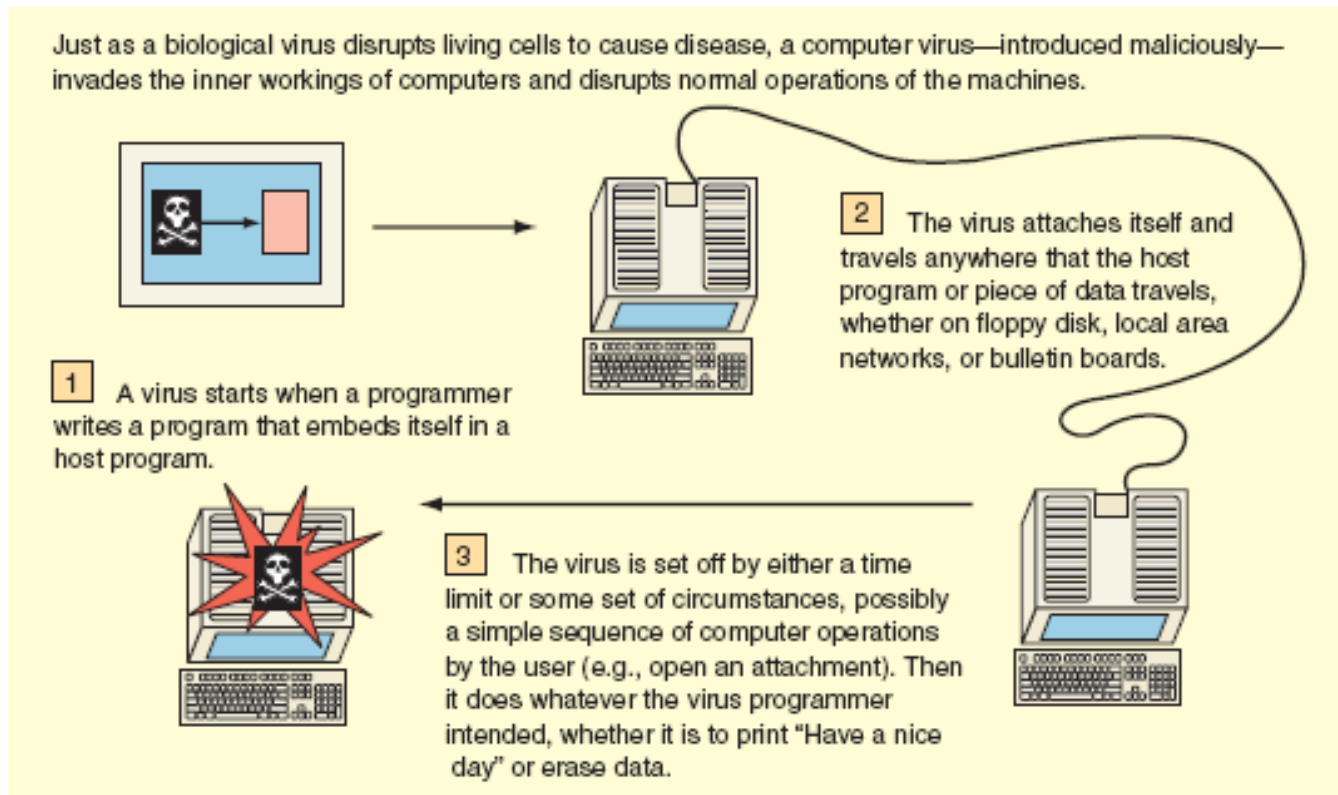 Just as a biological virus disrupts living cells to cause disease, a computer virus—introduced maliciously—
invades the inner workings of computers and disrupts normal operations of the machines.
1 A virus starts when a programmer
writes a program that embeds itself in a
host program.
2 The virus attaches itself and
travels anywhere that the host
program or piece of data travels,
whether on floppy disk, local area
networks, or bulletin boards.
3 The virus is set off by either a time
limit or some set of circumstances, possibly
a simple sequence of computer operations
by the user (e.g., open an attachment). Then
it does whatever the virus programmer
intended, whether it is to print “Have a nice
day” or erase data.